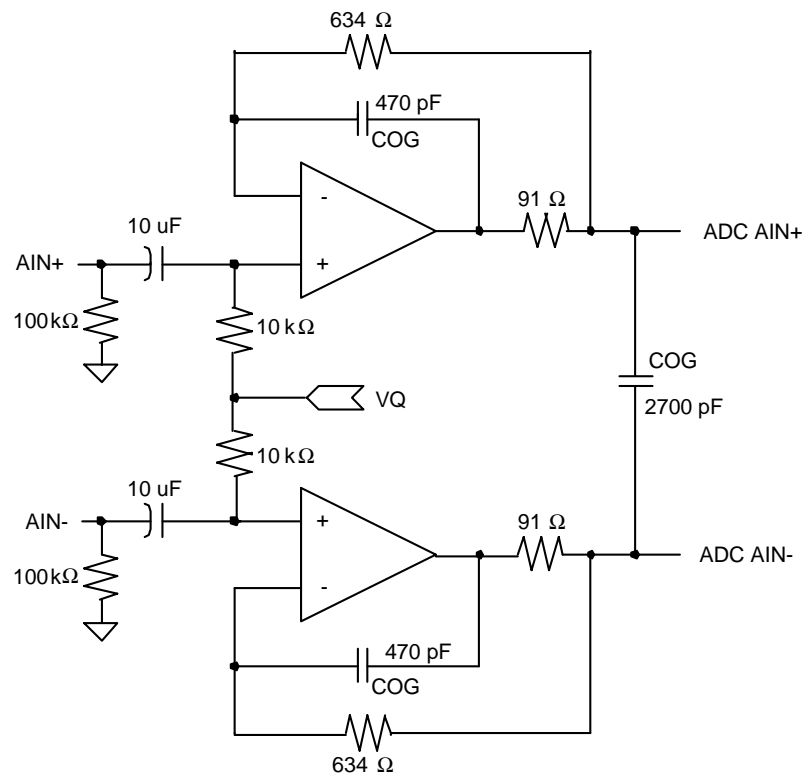 634 Ω
470 pF
COG
-
91 Ω
10 uF
ADC AIN+
AIN+
+
100kΩ
10 kΩ
COG
VQ
2700 pF
10 kΩ
10 uF
91 Ω
AIN-
+
ADC AIN-
100kΩ
-
470 pF
COG
634 Ω